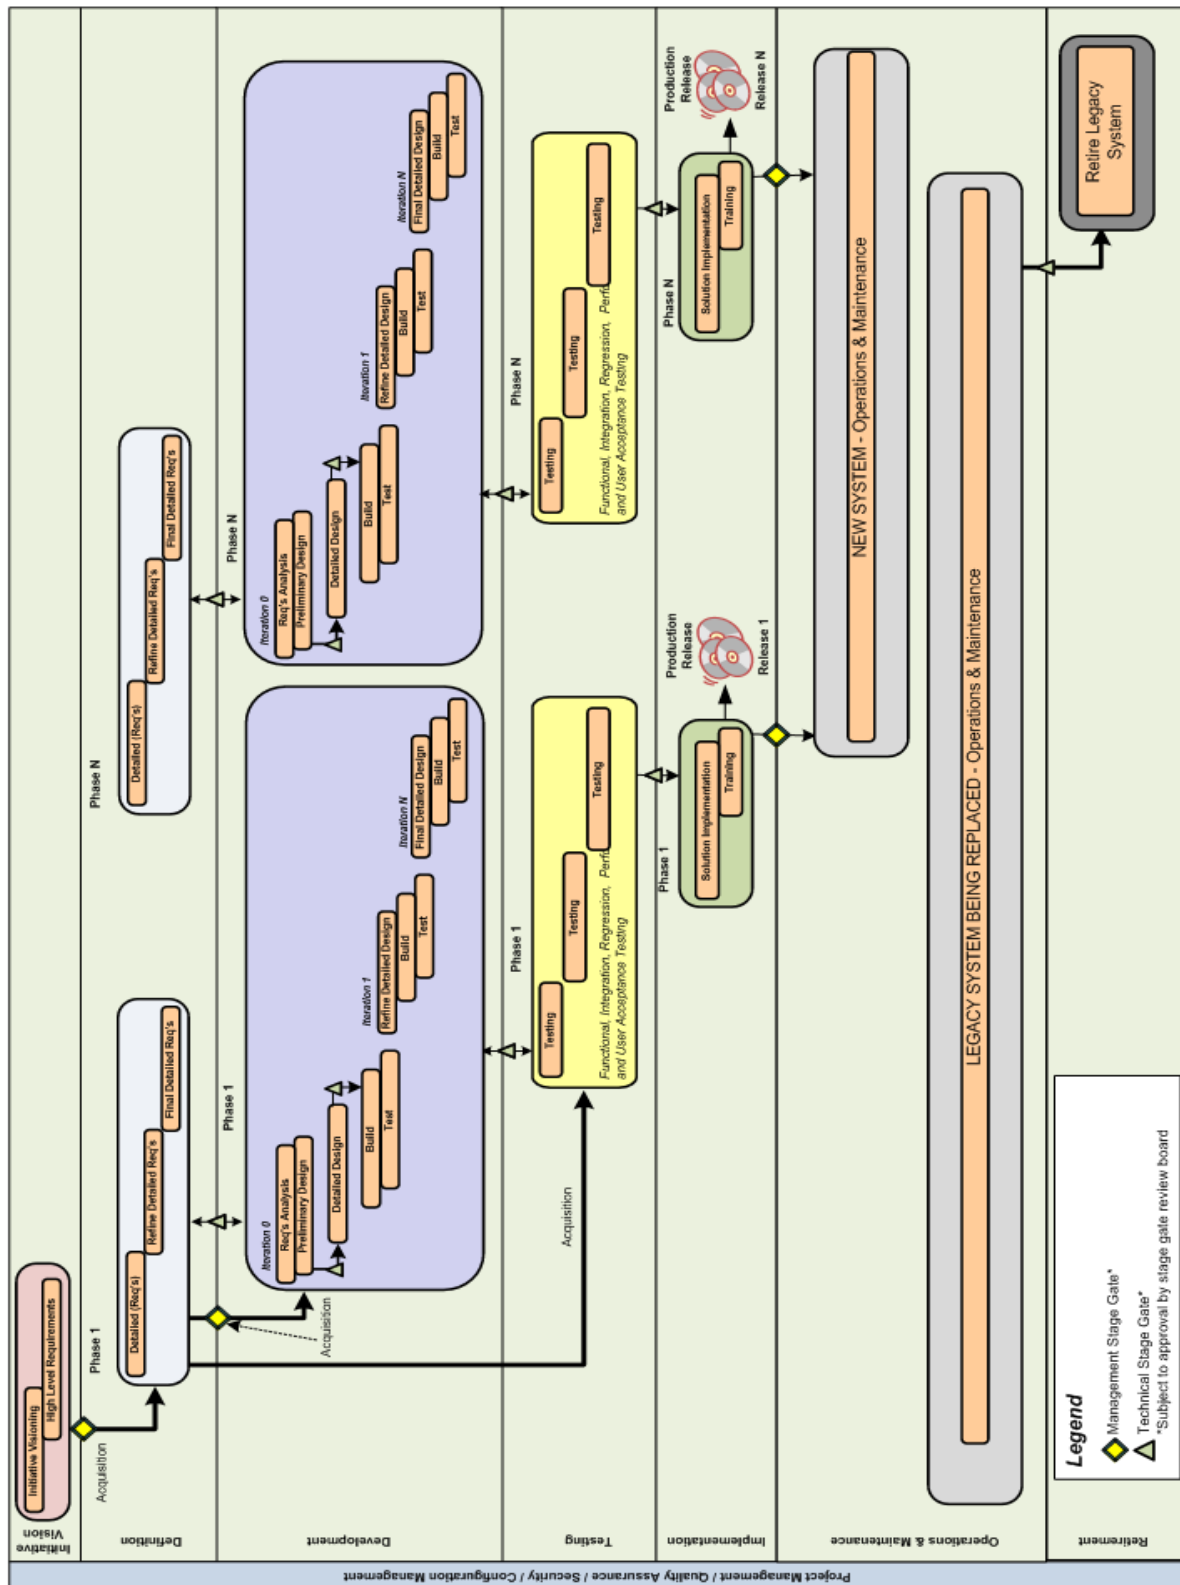 Project Management / Quality Assurance / Security / Configuration Management
Initiative
Vision
Initiative Visioning
High Level Requirements
Acquisition
Definition
Phase 1
Detailed (Req's)
Refine Detailed Req's
Final Detailed Req's
Phase N
Detailed (Req's)
Refine Detailed Req's
Final Detailed Req's
Development
Acquisition
Phase 1
Iteration 0
Req's Analysis
Preliminary Design
Detailed Design
Build
Test
Iteration 1
Refine Detailed Design
Build
Test
Iteration N
Final Detailed Design
Build
Test
Phase N
Iteration 0
Req's Analysis
Preliminary Design
Detailed Design
Build
Test
Iteration 1
Refine Detailed Design
Build
Test
Iteration N
Final Detailed Design
Build
Test
Testing
Acquisition
Phase 1
Testing
Testing
Testing
Functional, Integration, Regression, Perfo
and User Acceptance Testing
Phase N
Testing
Testing
Testing
Functional, Integration, Regression, Perfo
and User Acceptance Testing
Implementation
Phase 1
Solution Implementation
Training
Production
Release
Release 1
Phase N
Solution Implementation
Training
Production
Release
Release N
Operations & Maintenance
NEW SYSTEM - Operations & Maintenance
LEGACY SYSTEM BEING REPLACED - Operations & Maintenance
Retirement
Retire Legacy
System
Legend
Management Stage Gate*
Technical Stage Gate*
*Subject to approval by stage gate review board